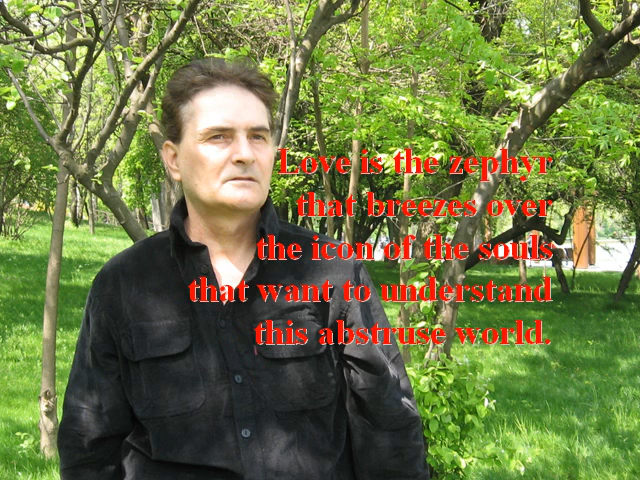 Love is the zephyr
that breezes over
the icon of the souls
that want to understand
this abstruse world.